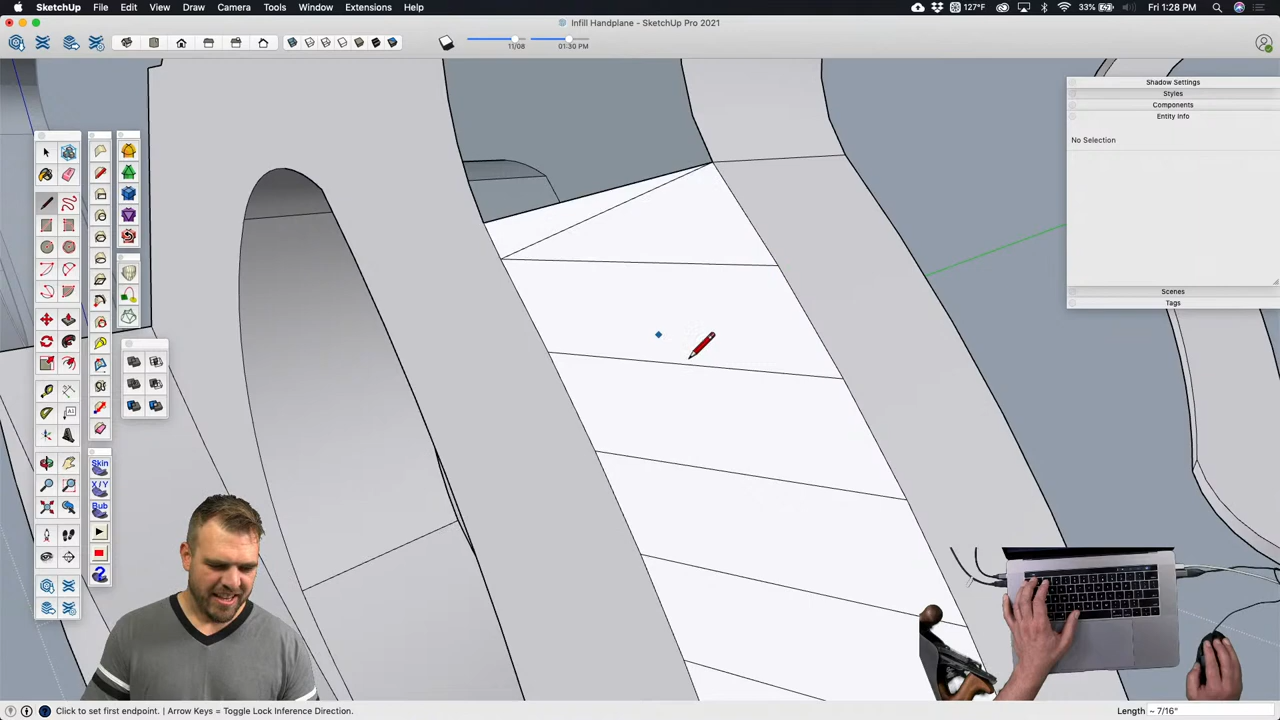 SketchUp File Edit View Draw Camera Tools Window Extensions Help
127°F 33% Fri 1:28 PM
Infill Handplane - SketchUp Pro 2021
11/08 01:30 PM
Shadow Settings
Styles
Components
Entity Info
No Selection
Scenes
Tags
A1
Skin
X/Y
Bub
Click to set first endpoint. | Arrow Keys = Toggle Lock Inference Direction.
Length ~ 7/16"